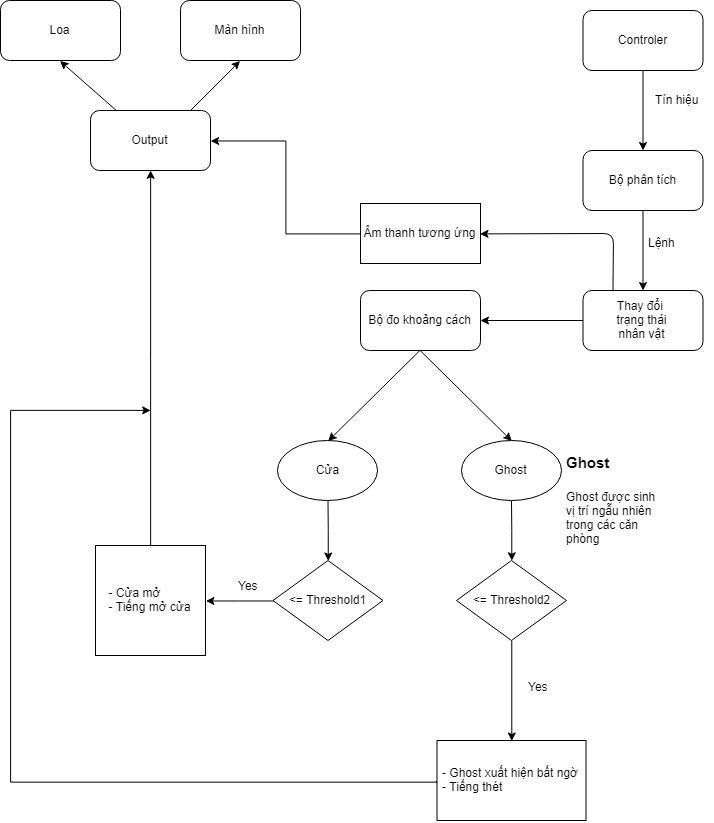 Loa
Màn hình
Controler
Tín hiệu
Output
Bộ phân tích
Âm thanh tương ứng
Lệnh
Bộ đo khoảng cách
Thay đổi
trạng thái
nhân vật
Cửa
Ghost
Ghost
Ghost được sinh
vị trí ngẫu nhiên
trong các căn
phòng
- Cửa mở
- Tiếng mở cửa
Yes
<= Threshold1
<= Threshold2
Yes
- Ghost xuất hiện bất ngờ
- Tiếng thét